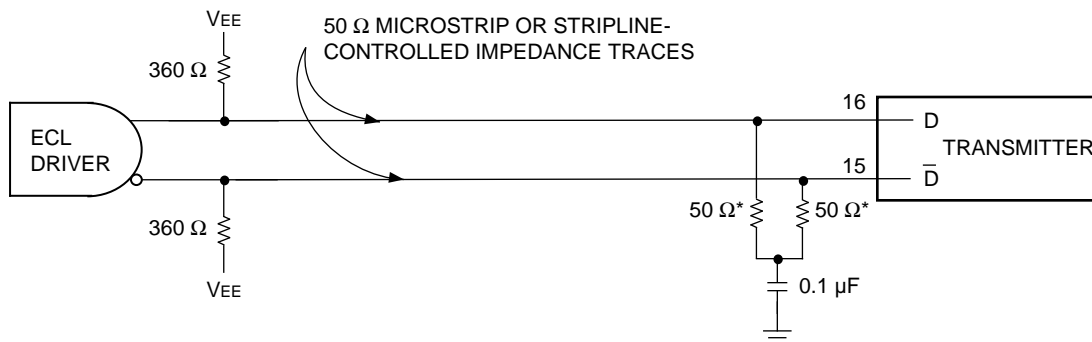 VEE
50 Ω MICROSTRIP OR STRIPLINE-
CONTROLLED IMPEDANCE TRACES
360 Ω
ECL
DRIVER
16
D
TRANSMITTER
15
D̅
360 Ω
50 Ω*
50 Ω*
VEE
0.1 µF